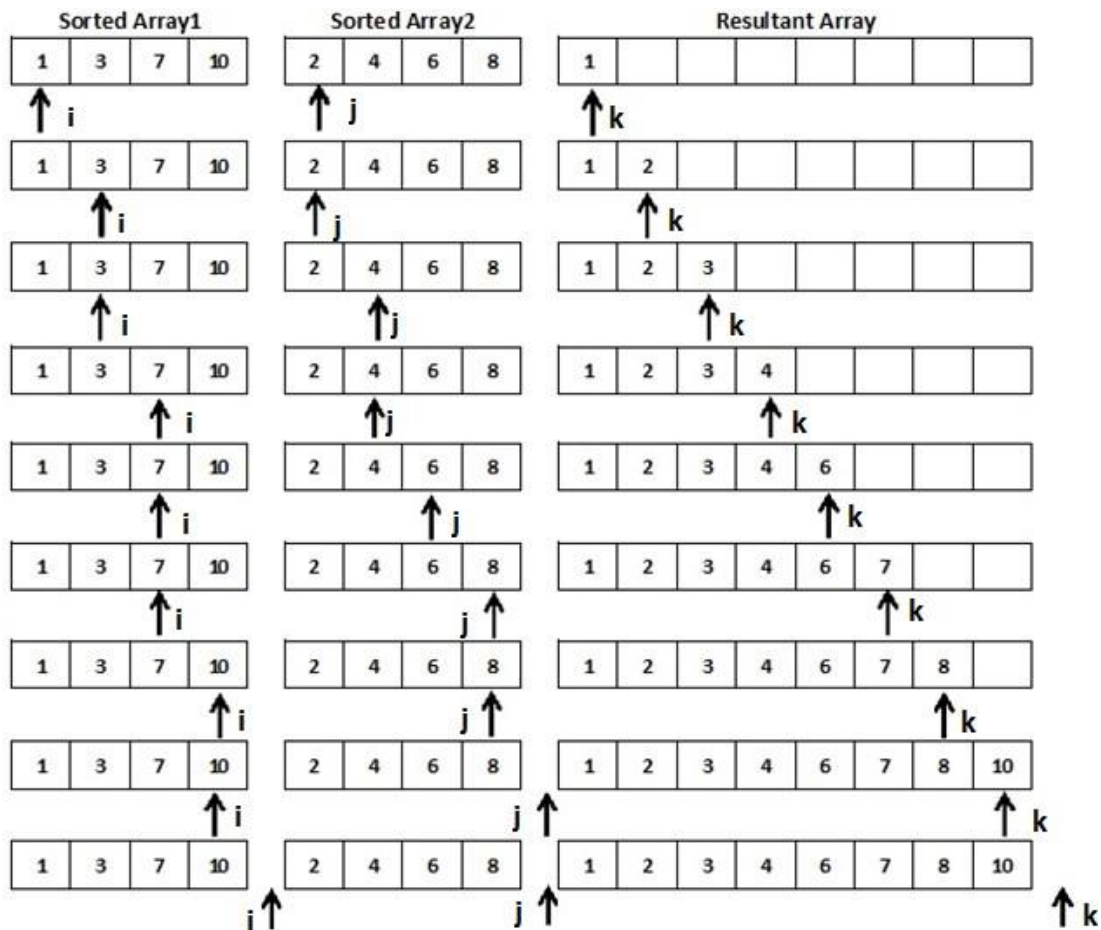 Sorted Array1 Sorted Array2 Resultant Array
1 3 7 10 2 4 6 8 1
i j k
1 3 7 10 2 4 6 8 1 2
i j k
1 3 7 10 2 4 6 8 1 2 3
i j k
1 3 7 10 2 4 6 8 1 2 3 4
i j k
1 3 7 10 2 4 6 8 1 2 3 4 6
i j k
1 3 7 10 2 4 6 8 1 2 3 4 6 7
i j k
1 3 7 10 2 4 6 8 1 2 3 4 6 7 8
i j k
1 3 7 10 2 4 6 8 1 2 3 4 6 7 8 10
i j k
1 3 7 10 2 4 6 8 1 2 3 4 6 7 8 10
i j k